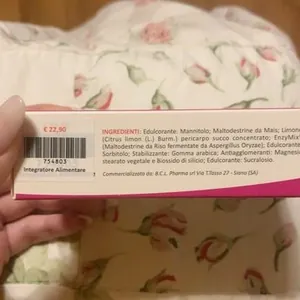 € 22,90
754803
Integratore Alimentare
INGREDIENTI: Edulcorante: Mannitolo; Maltodestrine da Mais; Limone
(Citrus limon (L.) Burm.) pericarpo succo concentrato; EnzyMix
(Maltodestrine da Riso fermentate da Aspergillus Oryzae); Edulcorante:
Sorbitolo; Stabilizzante: Gomma arabica; Antiagglomeranti: Magnesio
stearato vegetale e Biossido di silicio; Edulcorante: Sucralosio.
Commercializzato da: B.C.s. Pharma srl Via T.Tasso 27 - Siano (SA)